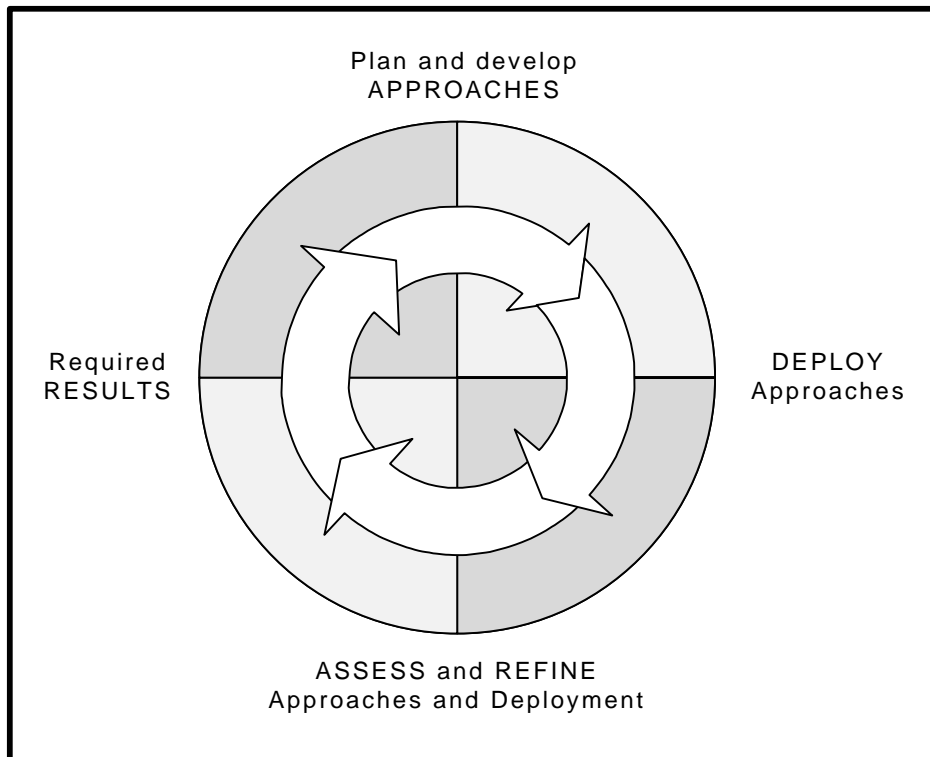 Plan and develop
APPROACHES
Required
RESULTS
DEPLOY
Approaches
ASSESS and REFINE
Approaches and Deployment